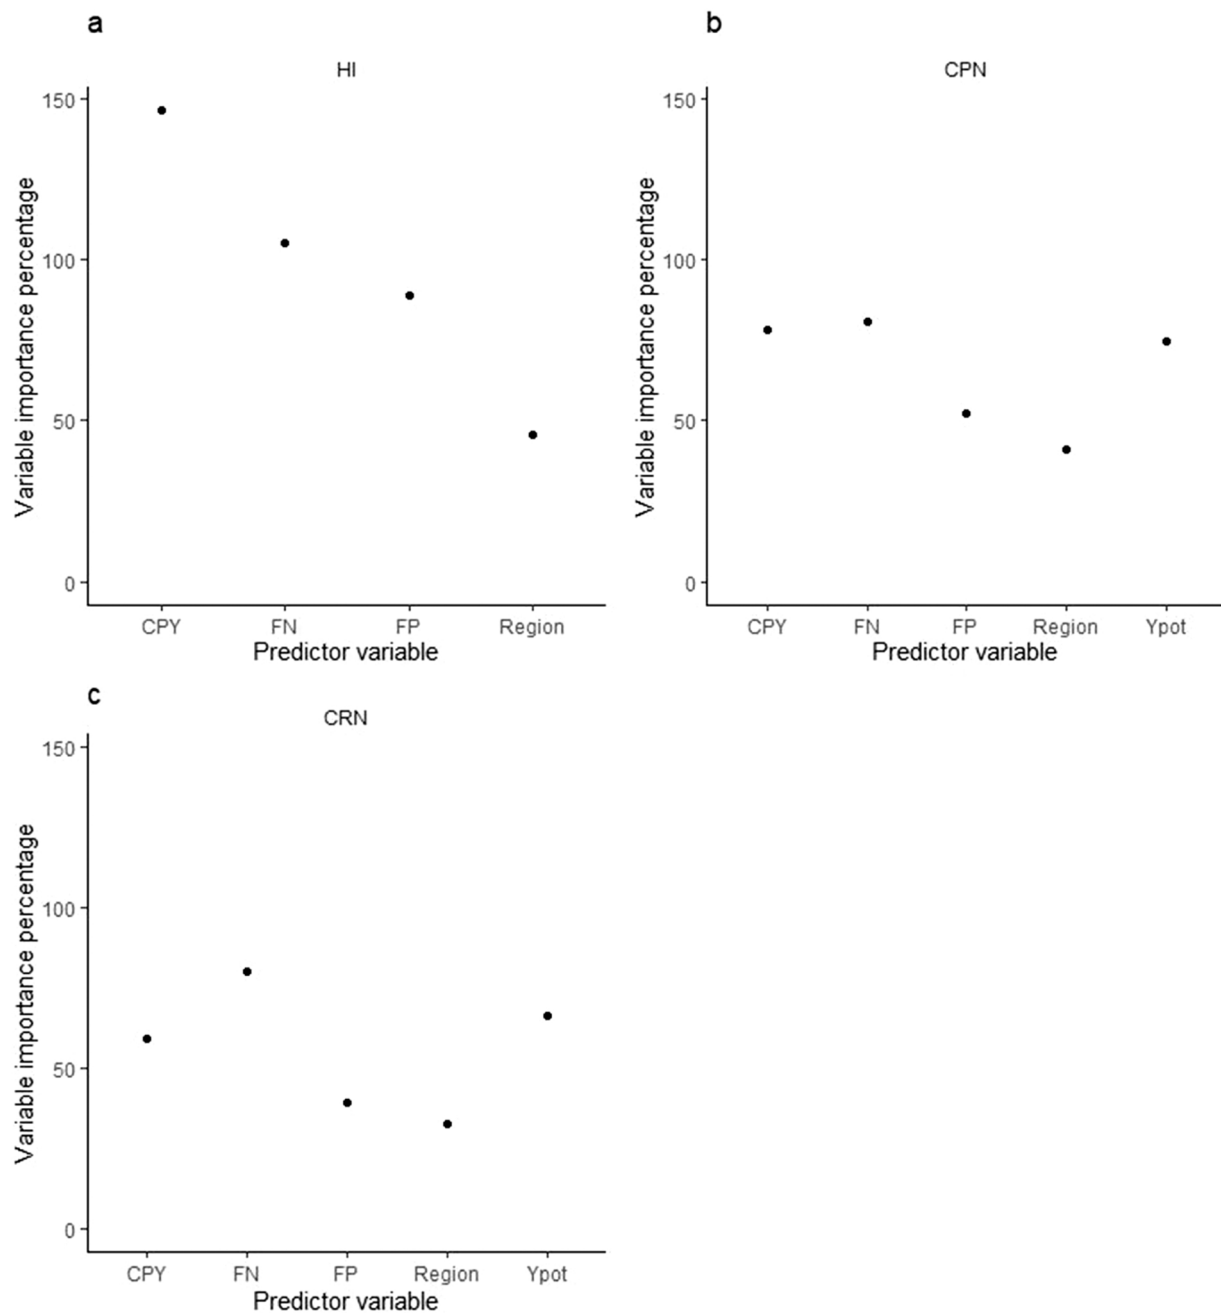 a
HI
150
100
50
0
Variable importance percentage
CPY FN FP Region
Predictor variable
b
CPN
150
100
50
0
Variable importance percentage
CPY FN FP Region Ypot
Predictor variable
c
CRN
150
100
50
0
Variable importance percentage
CPY FN FP Region Ypot
Predictor variable